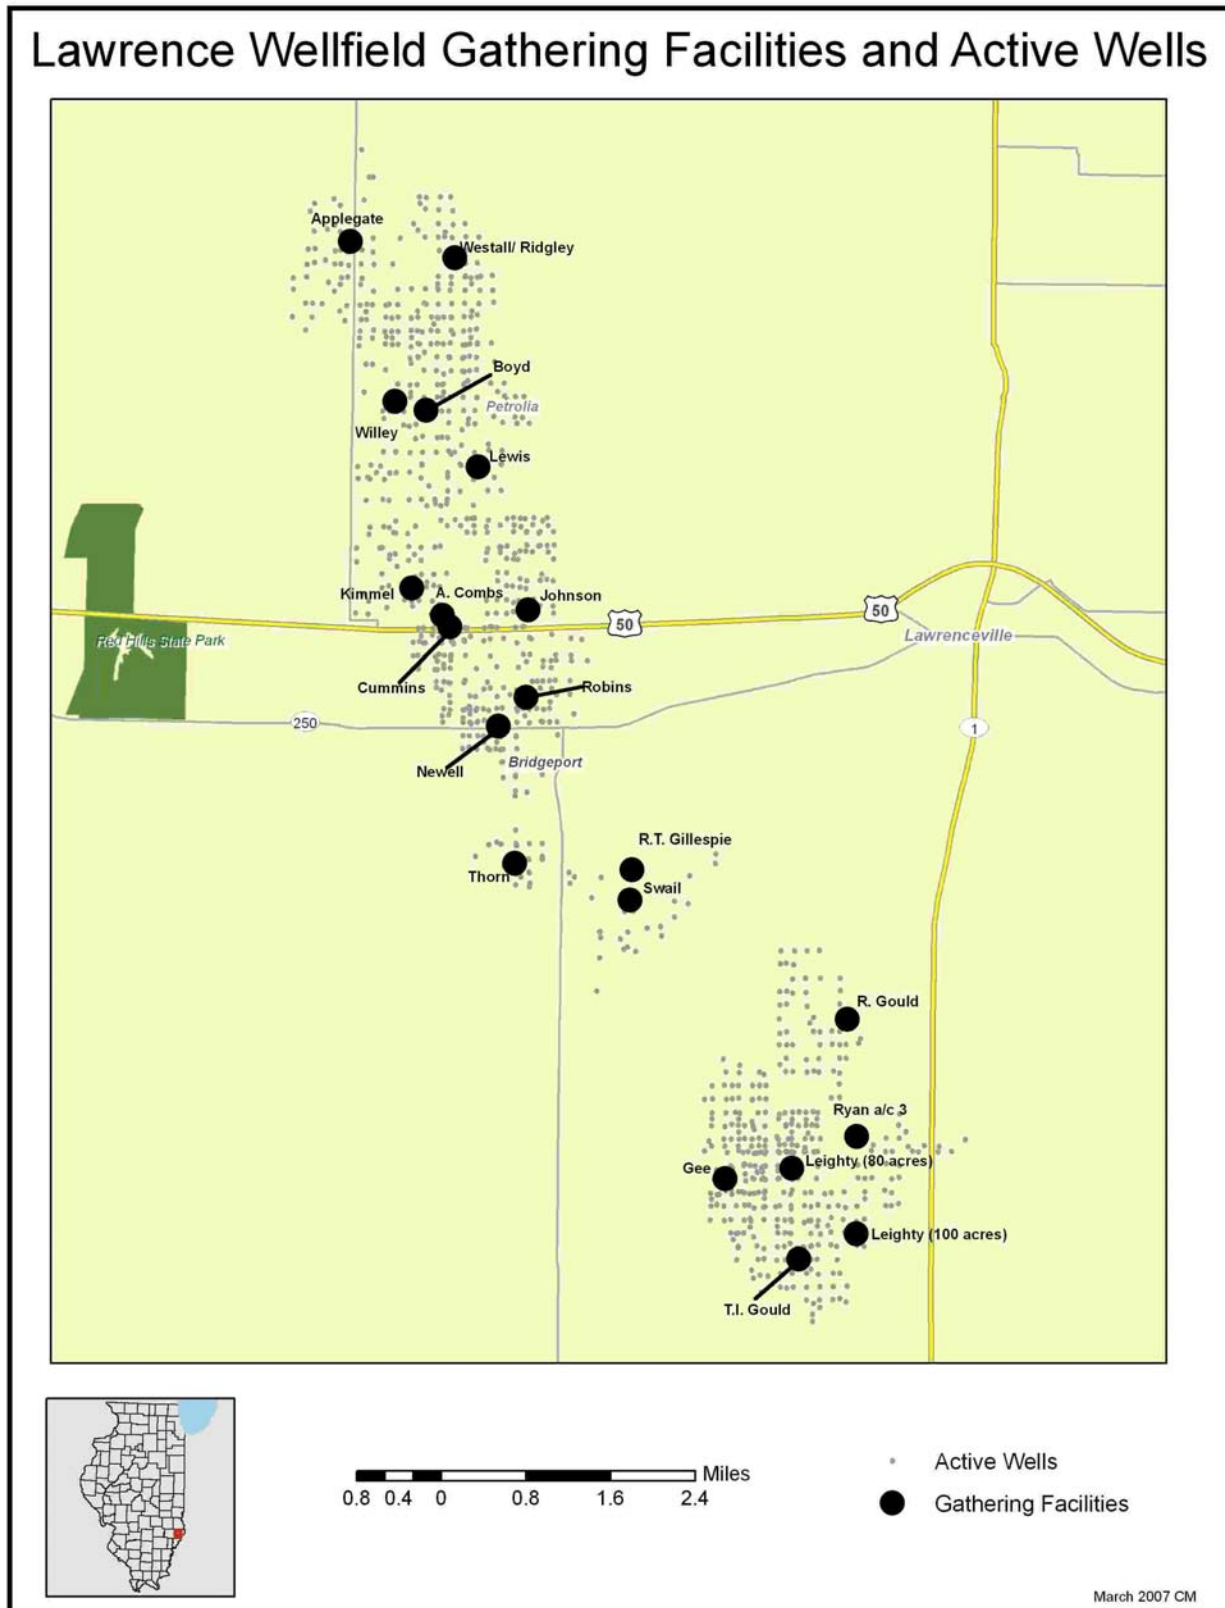 Lawrence Wellfield Gathering Facilities and Active Wells
Applegate
Westall/ Ridgley
Boyd
Petrolia
Willey
Lewis
Kimmel
A. Combs
Johnson
50
50
Lawrenceville
Red Hills State Park
Cummins
Robins
250
1
Newell
Bridgeport
R.T. Gillespie
Thorn
Swail
R. Gould
Ryan a/c 3
Leighty (80 acres)
Gee
Leighty (100 acres)
T.I. Gould
Miles
0.8 0.4 0 0.8 1.6 2.4
Active Wells
Gathering Facilities
March 2007 CM